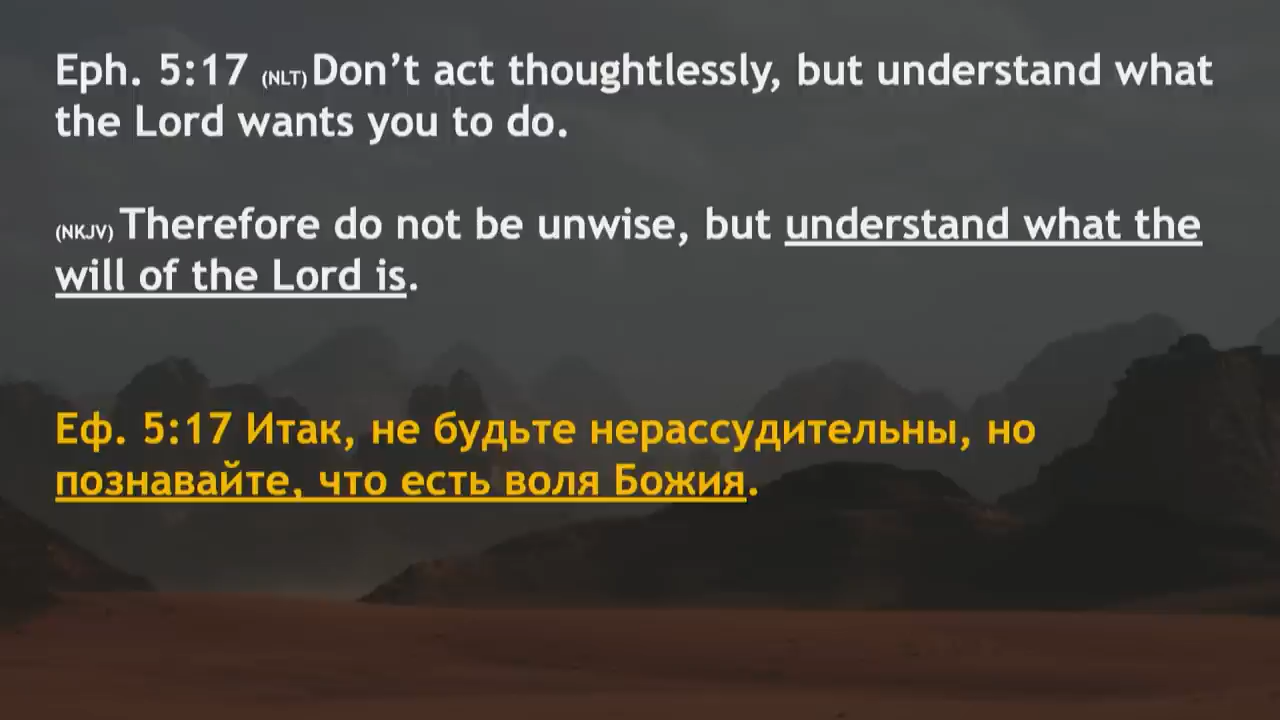 Eph. 5:17 (NLT) Don’t act thoughtlessly, but understand what
the Lord wants you to do.
(NKJV) Therefore do not be unwise, but understand what the
will of the Lord is.
Еф. 5:17 Итак, не будьте нерассудительны, но
познавайте, что есть воля Божия.